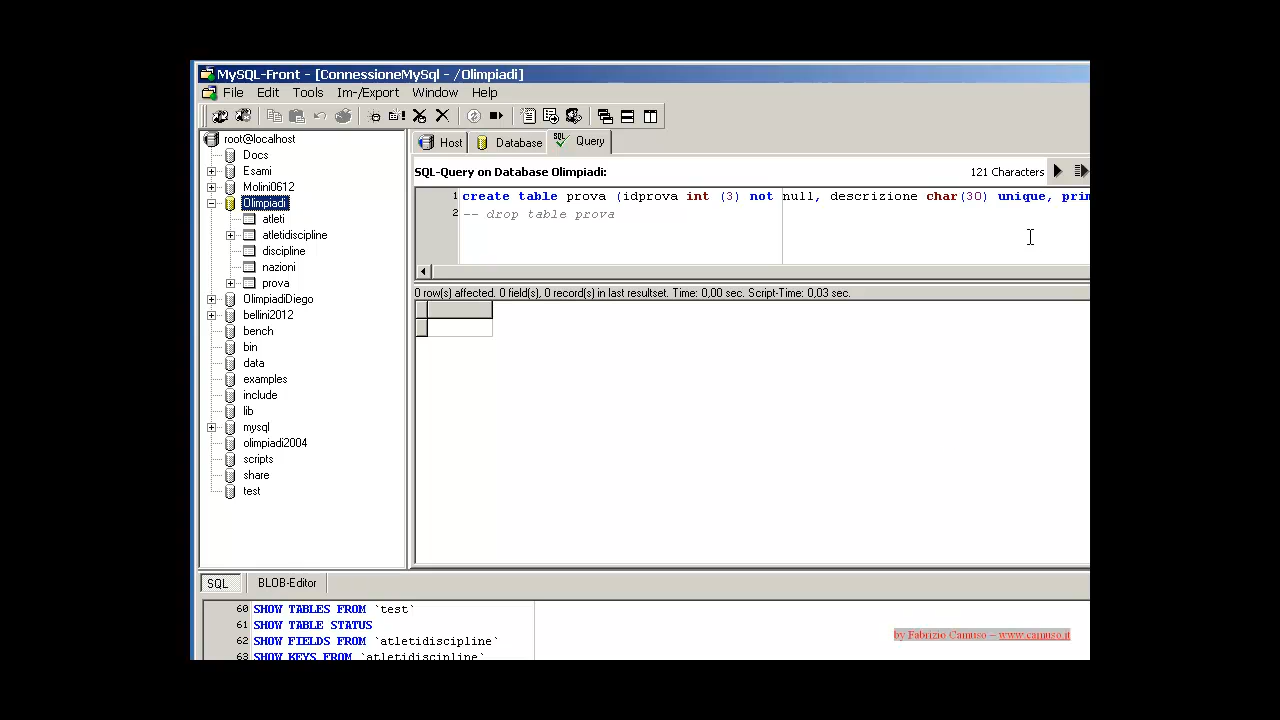 MySQL-Front - [ConnessioneMySql - /Olimpiadi]
File Edit Tools Im-/Export Window Help
root@localhost
Docs
Esami
Molini0612
Olimpiadi
atleti
atletidiscipline
discipline
nazioni
prova
OlimpiadiDiego
bellini2012
bench
bin
data
examples
include
lib
mysql
olimpiadi2004
scripts
share
test
Host Database Query
SQL-Query on Database Olimpiadi: 121 Characters
1 create table prova (idprova int (3) not null, descrizione char(30) unique, prim
2 -- drop table prova
0 row(s) affected. 0 field(s), 0 record(s) in last resultset. Time: 0,00 sec. Script-Time: 0,03 sec.
SQL BLOB-Editor
60 SHOW TABLES FROM `test`
61 SHOW TABLE STATUS
62 SHOW FIELDS FROM `atletidiscipline`
63 SHOW KEYS FROM `atletidiscipline`
by Fabrizio Camuso – www.camuso.it